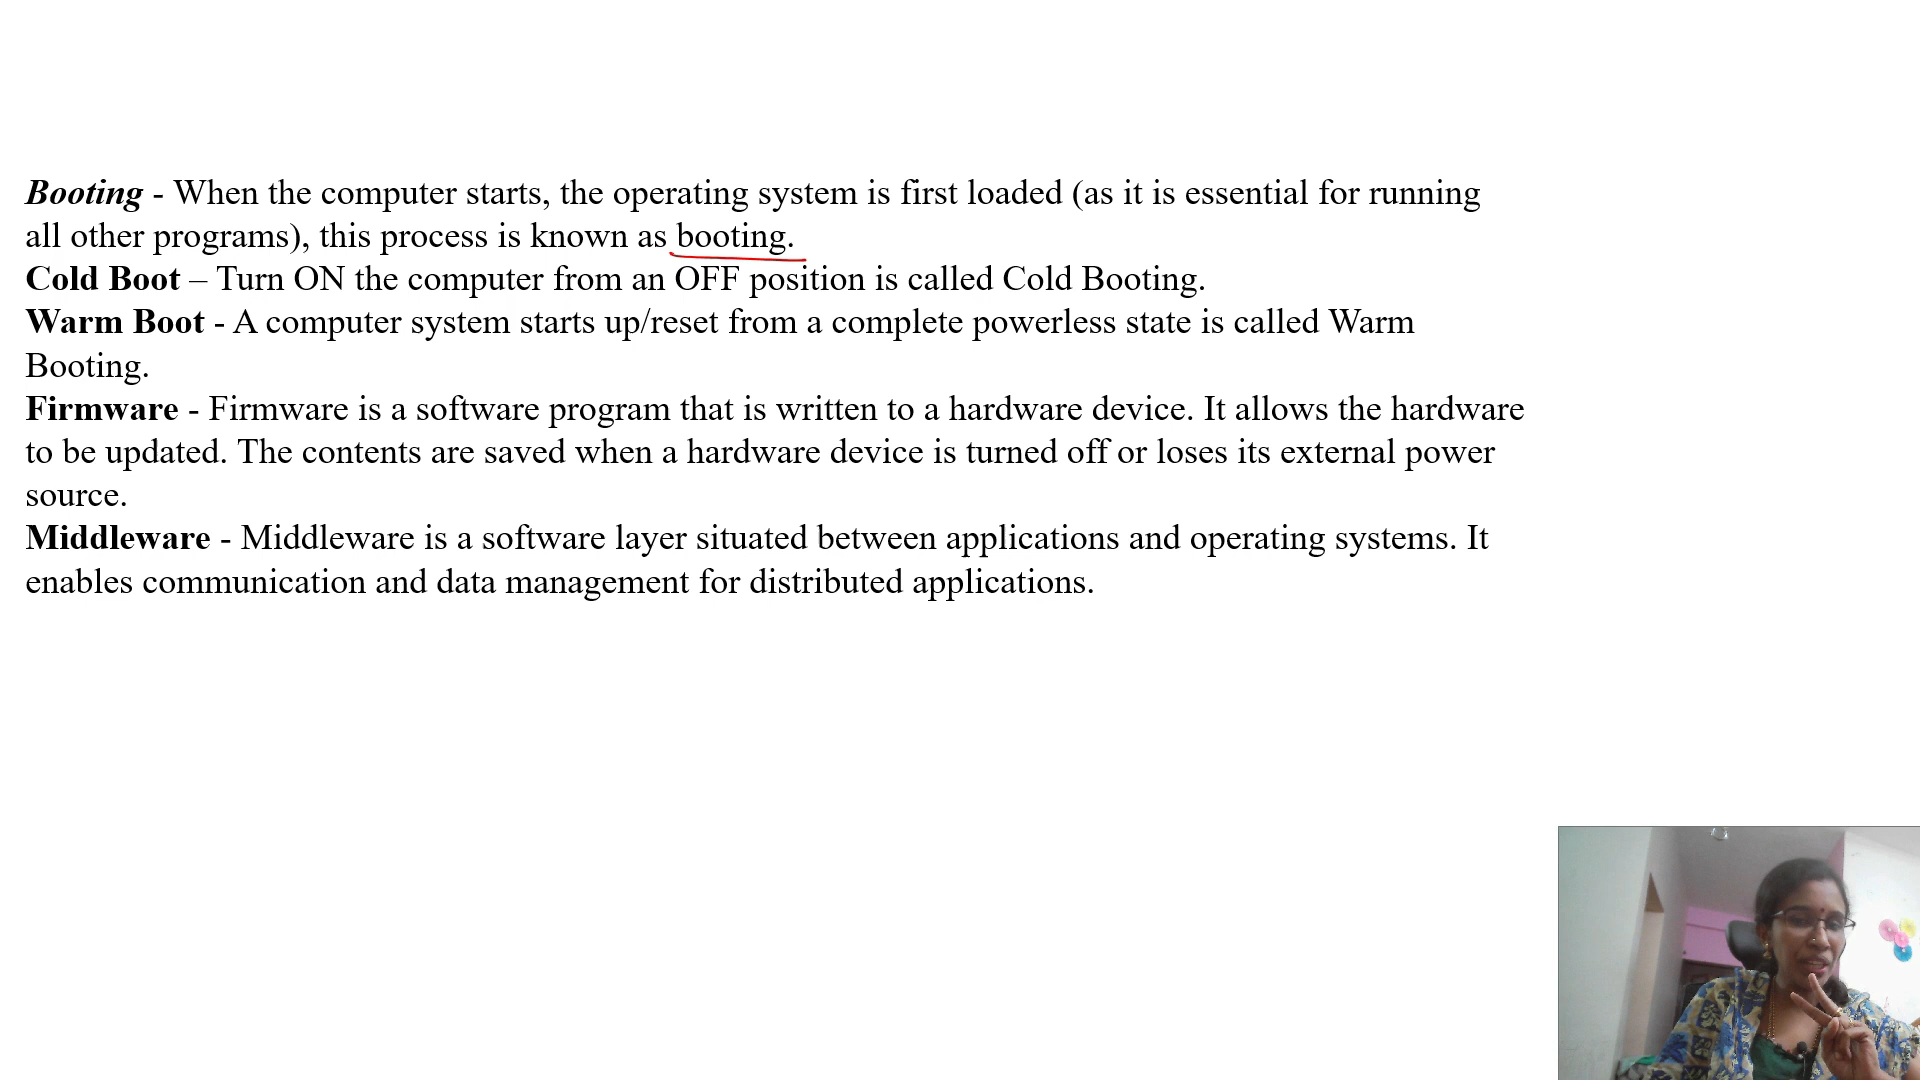 Booting - When the computer starts, the operating system is first loaded (as it is essential for running
all other programs), this process is known as booting.
Cold Boot – Turn ON the computer from an OFF position is called Cold Booting.
Warm Boot - A computer system starts up/reset from a complete powerless state is called Warm
Booting.
Firmware - Firmware is a software program that is written to a hardware device. It allows the hardware
to be updated. The contents are saved when a hardware device is turned off or loses its external power
source.
Middleware - Middleware is a software layer situated between applications and operating systems. It
enables communication and data management for distributed applications.